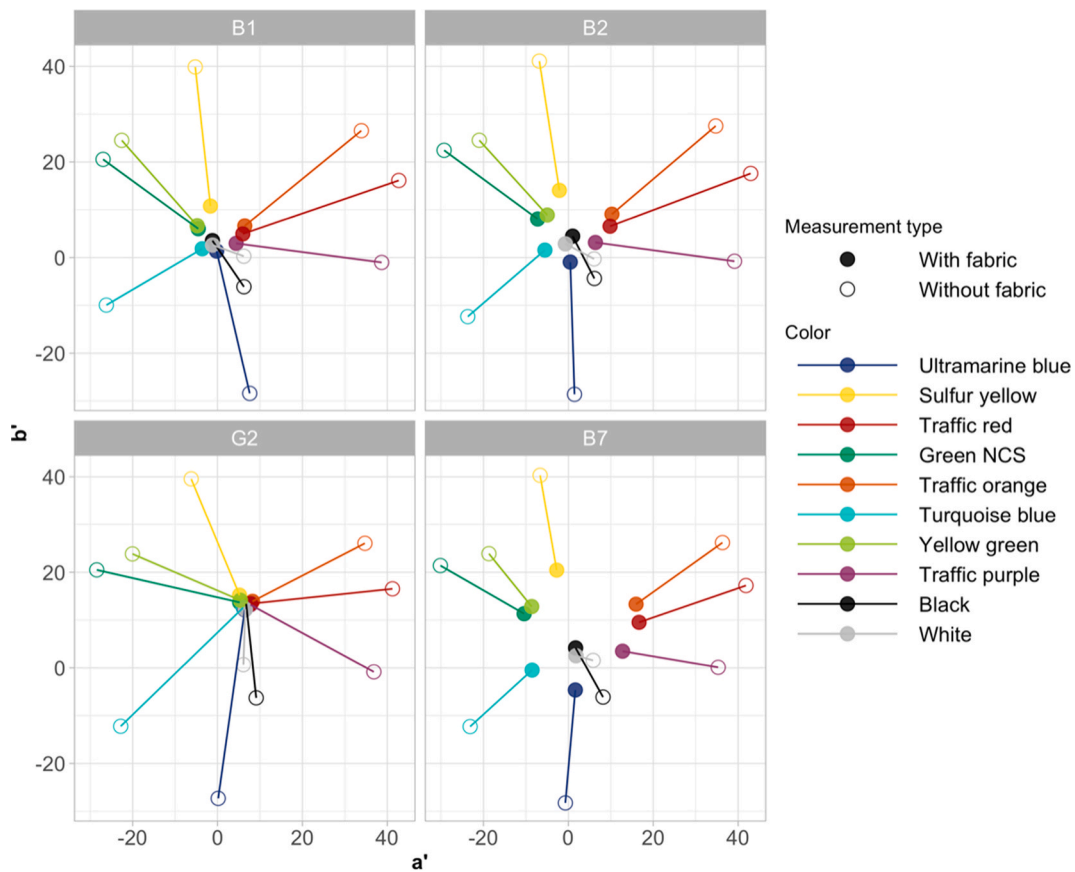 B1
B2
40
20
0
-20
G2
B7
40
20
0
-20
-20
0
20
40
-20
0
20
40
b'
a'
Measurement type
With fabric
Without fabric
Color
Ultramarine blue
Sulfur yellow
Traffic red
Green NCS
Traffic orange
Turquoise blue
Yellow green
Traffic purple
Black
White